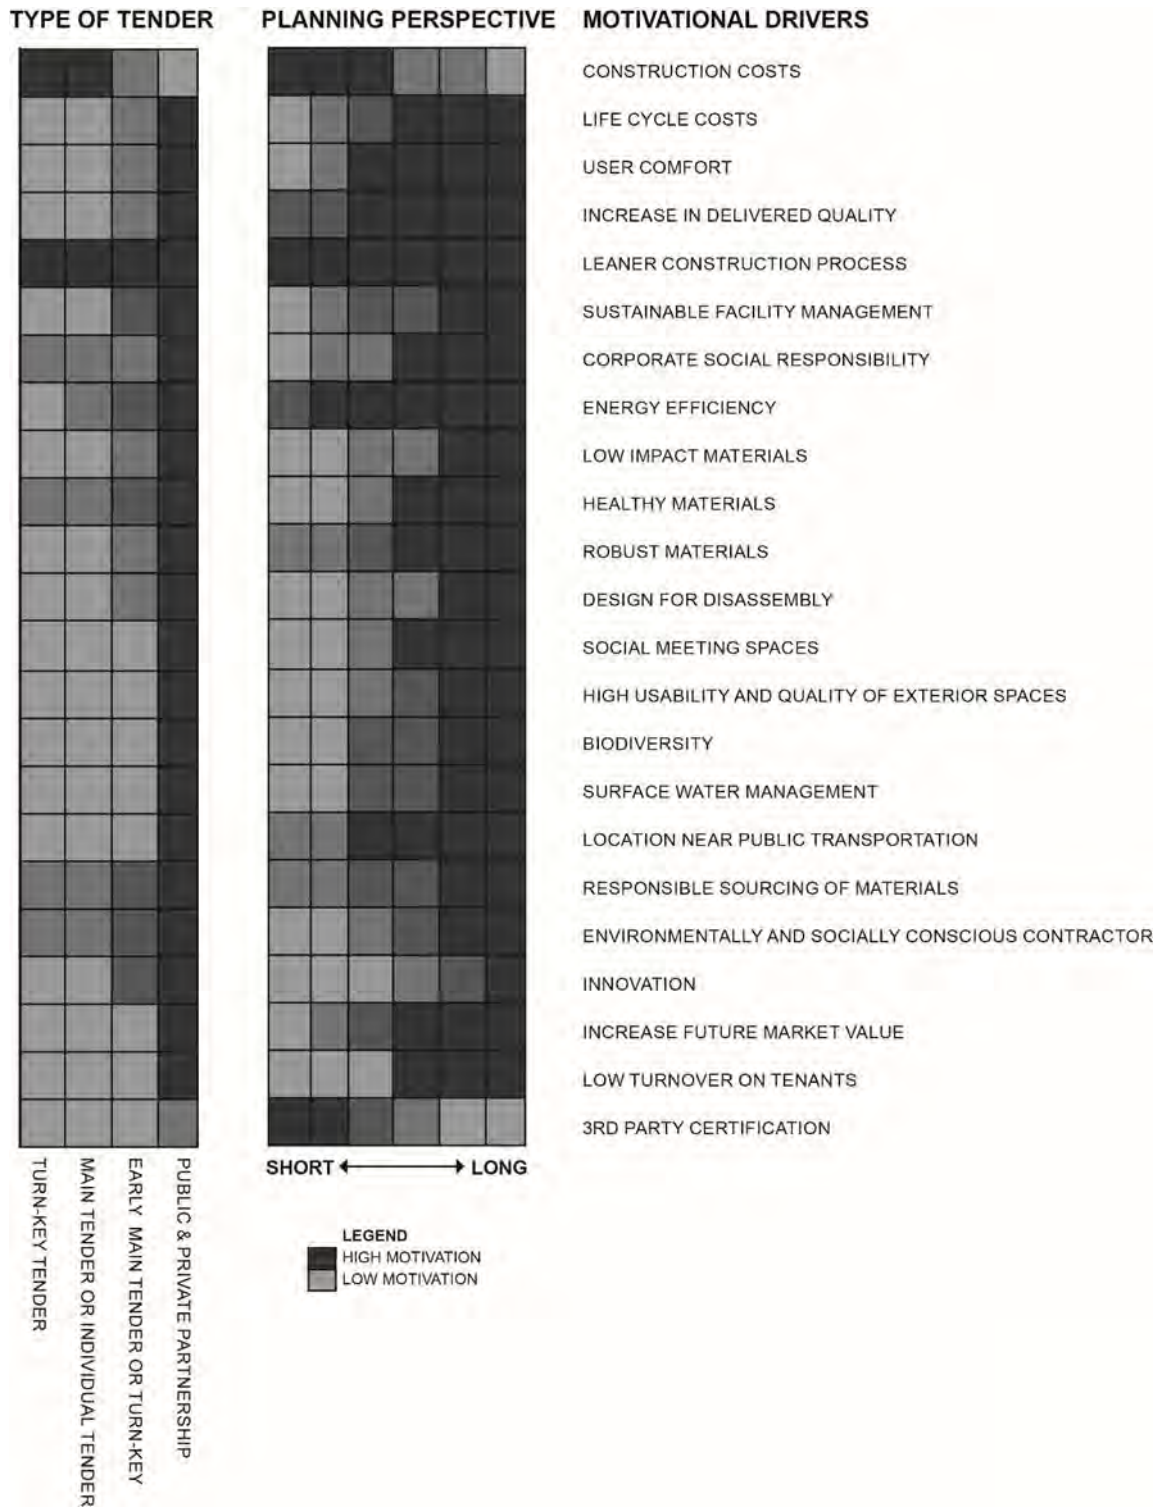 TYPE OF TENDER
PLANNING PERSPECTIVE
MOTIVATIONAL DRIVERS
CONSTRUCTION COSTS
LIFE CYCLE COSTS
USER COMFORT
INCREASE IN DELIVERED QUALITY
LEANER CONSTRUCTION PROCESS
SUSTAINABLE FACILITY MANAGEMENT
CORPORATE SOCIAL RESPONSIBILITY
ENERGY EFFICIENCY
LOW IMPACT MATERIALS
HEALTHY MATERIALS
ROBUST MATERIALS
DESIGN FOR DISASSEMBLY
SOCIAL MEETING SPACES
HIGH USABILITY AND QUALITY OF EXTERIOR SPACES
BIODIVERSITY
SURFACE WATER MANAGEMENT
LOCATION NEAR PUBLIC TRANSPORTATION
RESPONSIBLE SOURCING OF MATERIALS
ENVIRONMENTALLY AND SOCIALLY CONSCIOUS CONTRACTOR
INNOVATION
INCREASE FUTURE MARKET VALUE
LOW TURNOVER ON TENANTS
3RD PARTY CERTIFICATION
TURN-KEY TENDER
MAIN TENDER OR INDIVIDUAL TENDER
EARLY MAIN TENDER OR TURN-KEY
PUBLIC & PRIVATE PARTNERSHIP
SHORT LONG
LEGEND
HIGH MOTIVATION
LOW MOTIVATION